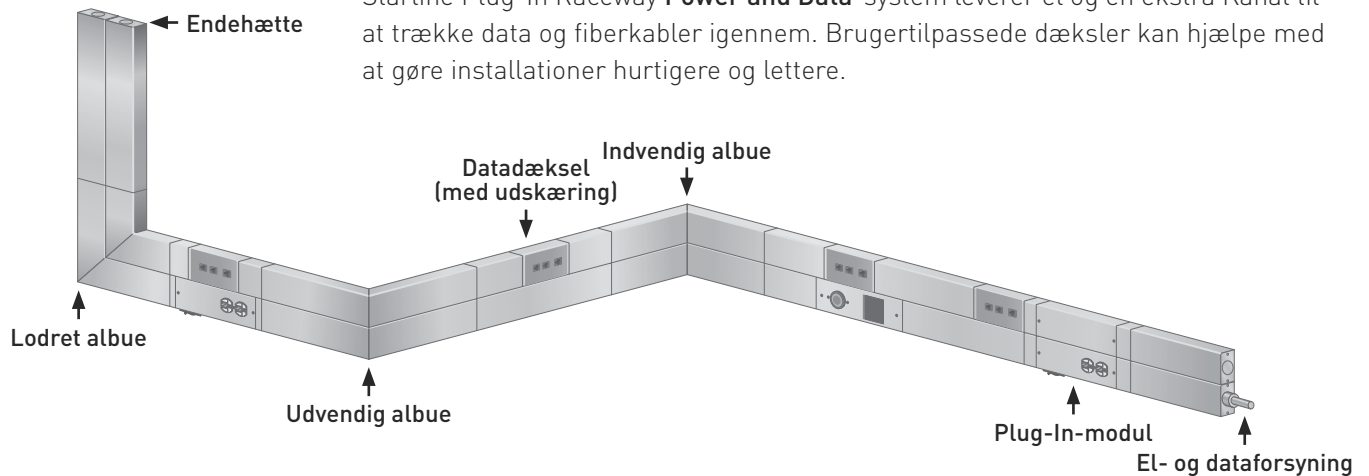 Starline Plug-In Raceway Power and Data-system leverer el og en ekstra Kanal til
at trække data og fiberkabler igennem. Brugertilpassede dæksler kan hjælpe med
at gøre installationer hurtigere og lettere.
Endehætte
Indvendig albue
Datadæksel
(med udskæring)
Lodret albue
Udvendig albue
Plug-In-modul
El- og dataforsyning